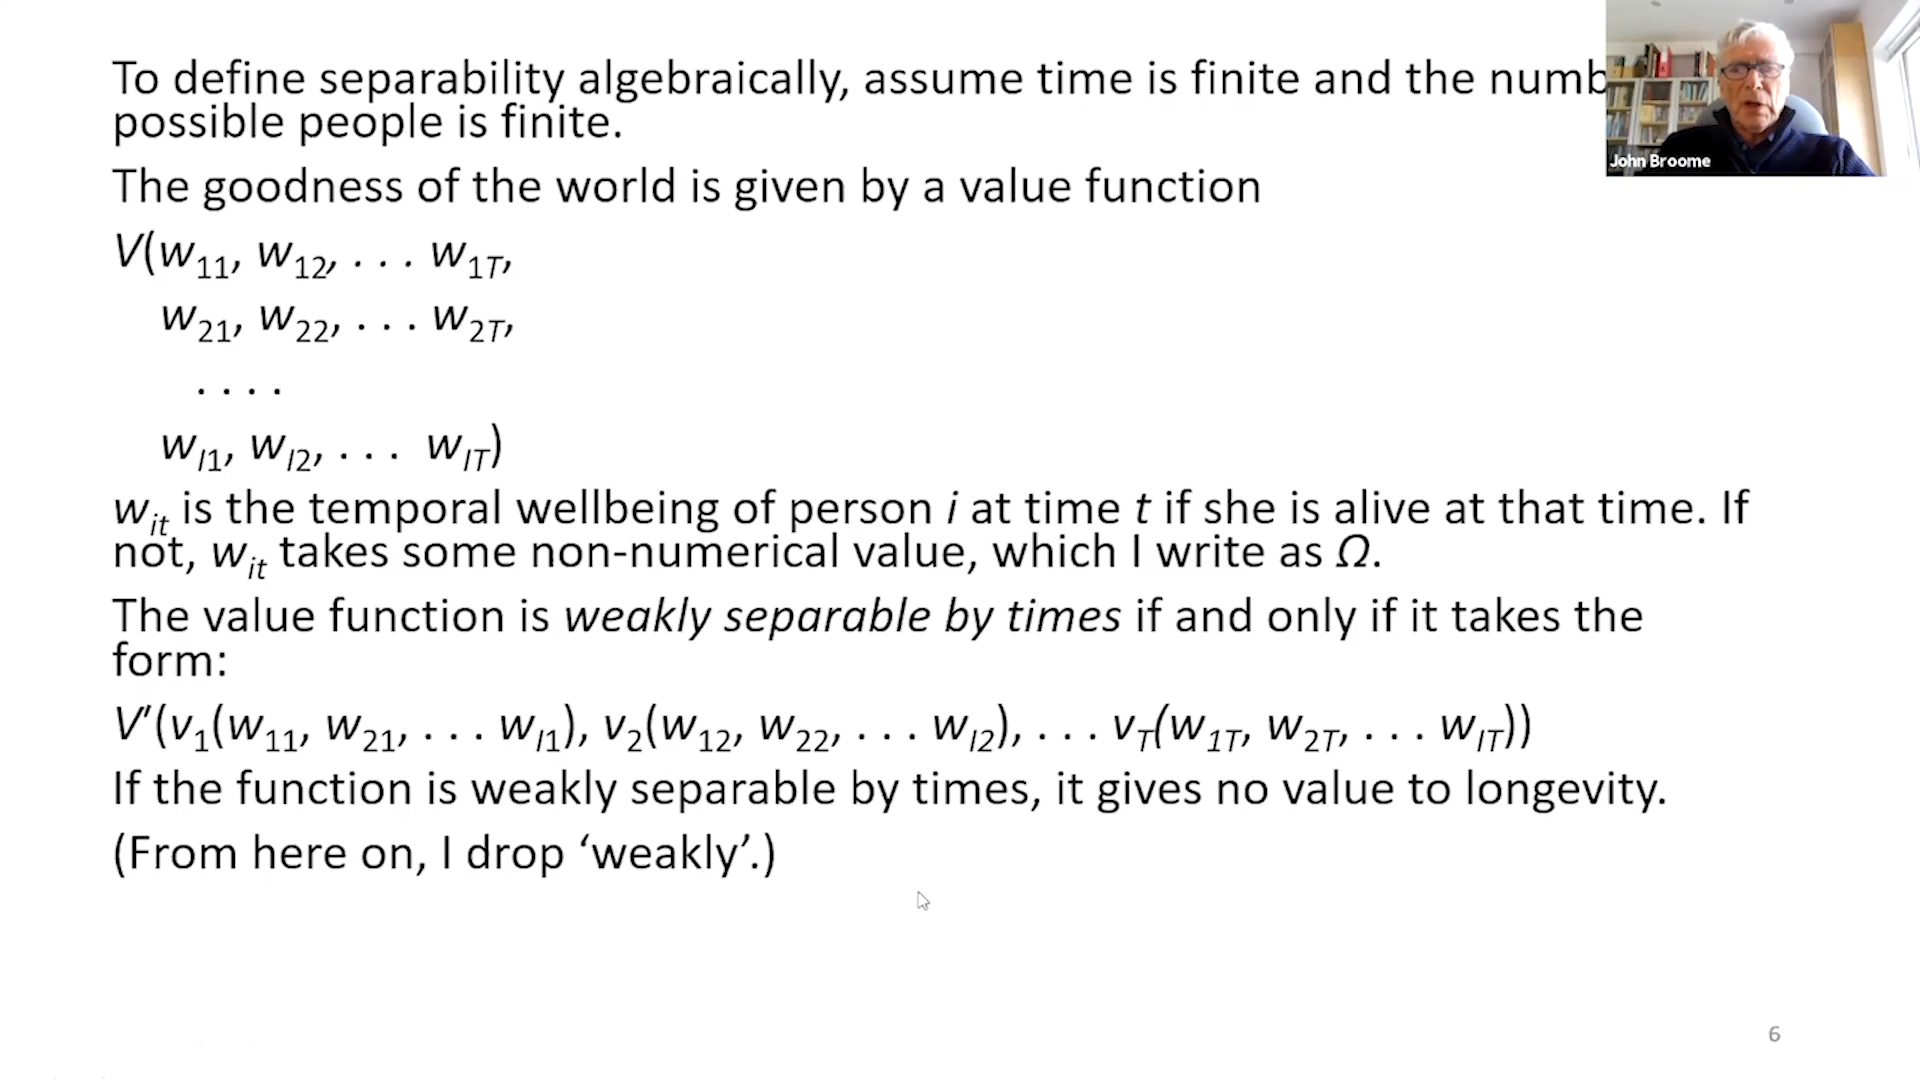 To define separability algebraically, assume time is finite and the
possible people is finite.
John Broome
The goodness of the world is given by a value function
V(w₁₁, w₁₂, . . . w₁T,
w₂₁, w₂₂, . . . w₂T,
. . . .
wI1, wI2, . . . wIT)
wit is the temporal wellbeing of person i at time t if she is alive at that time. If
not, wit takes some non-numerical value, which I write as Ω.
The value function is weakly separable by times if and only if it takes the
form:
V′(v₁(w₁₁, w₂₁, . . . wI1), v₂(w₁₂, w₂₂, . . . wI2), . . . vT(w1T, w2T, . . . wIT))
If the function is weakly separable by times, it gives no value to longevity.
(From here on, I drop ‘weakly’.)
6